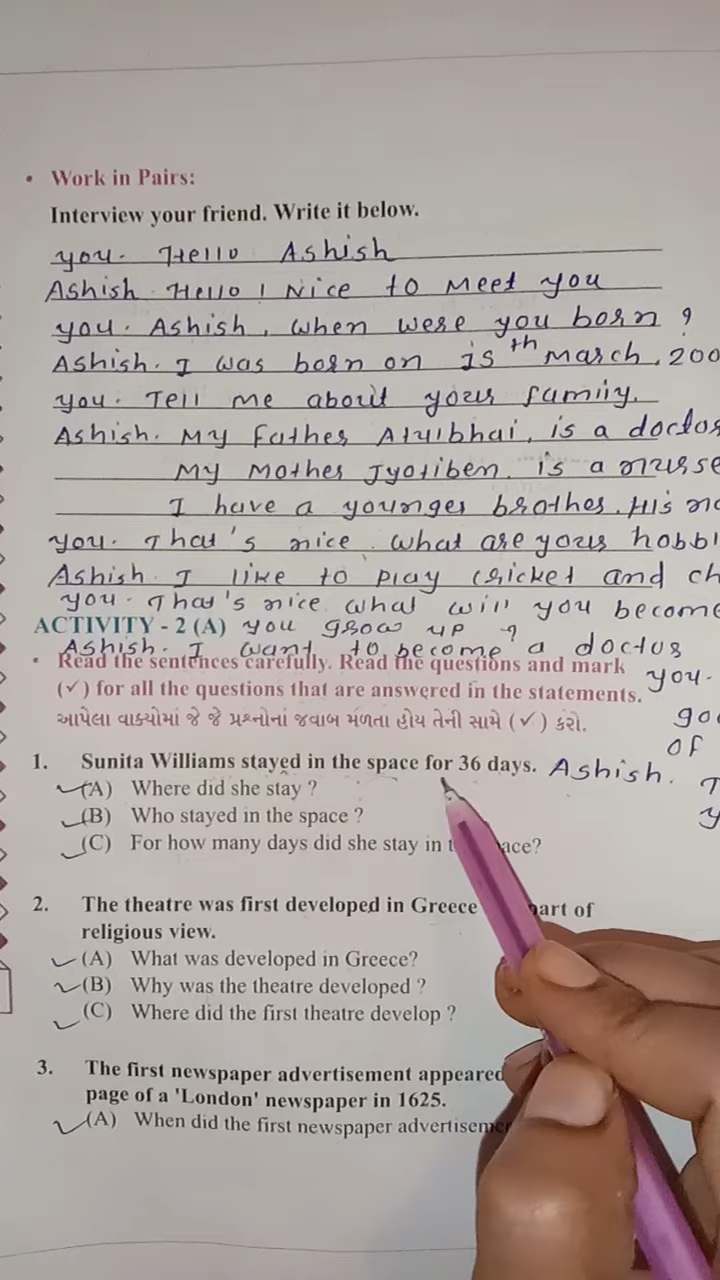 • Work in Pairs:
Interview your friend. Write it below.
you. Hello Ashish
Ashish. Hello! Nice to meet you
you. Ashish, when were you born?
Ashish. I was born on 15th March, 200
you. Tell me about your family.
Ashish. My father Atulbhai, is a doctor
My Mother Jyotiben. is a nurse
I have a younger brother. His na
you. That's nice. What are your hobbi
Ashish. I like to play cricket and ch
you. That's nice what will you become
ACTIVITY - 2 (A) you grow up ?
Ashish. I want to become a doctor
• Read the sentences carefully. Read the questions and mark
you.
(✓) for all the questions that are answered in the statements.
આપેલા વાક્યોમાં જે જે પ્રશ્નોનાં જવાબ મળતા હોય તેની સામે (✓) કરો.
go
of
1. Sunita Williams stayed in the space for 36 days. Ashish. T
(A) Where did she stay ?
y
(B) Who stayed in the space ?
(C) For how many days did she stay in ace?
2. The theatre was first developed in Greece part of
religious view.
(A) What was developed in Greece?
(B) Why was the theatre developed ?
(C) Where did the first theatre develop ?
3. The first newspaper advertisement appeared
page of a 'London' newspaper in 1625.
(A) When did the first newspaper advertiseme